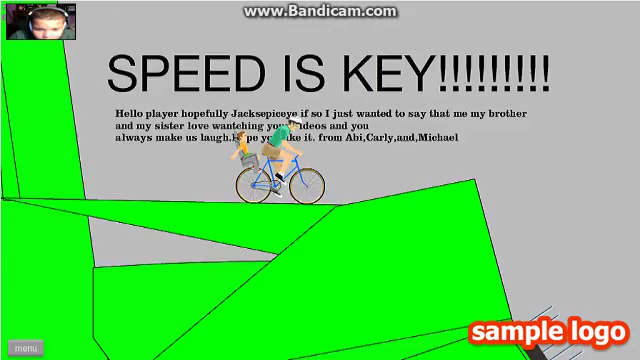 www.Bandicam.com
SPEED IS KEY!!!!!!!!!
Hello player hopefully Jacksepiceye if so I just wanted to say that me my brother
and my sister love wantching your videos and you
always make us laugh. it. from Abi,Carly,and,Michael
menu
sample logo